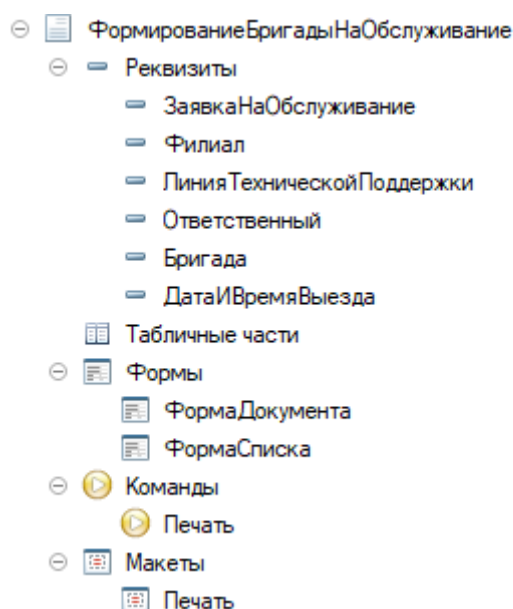 ФормированиеБригадыНаОбслуживание
Реквизиты
ЗаявкаНаОбслуживание
Филиал
ЛинияТехническойПоддержки
Ответственный
Бригада
ДатаИВремяВыезда
Табличные части
Формы
ФормаДокумента
ФормаСписка
Команды
Печать
Макеты
Печать